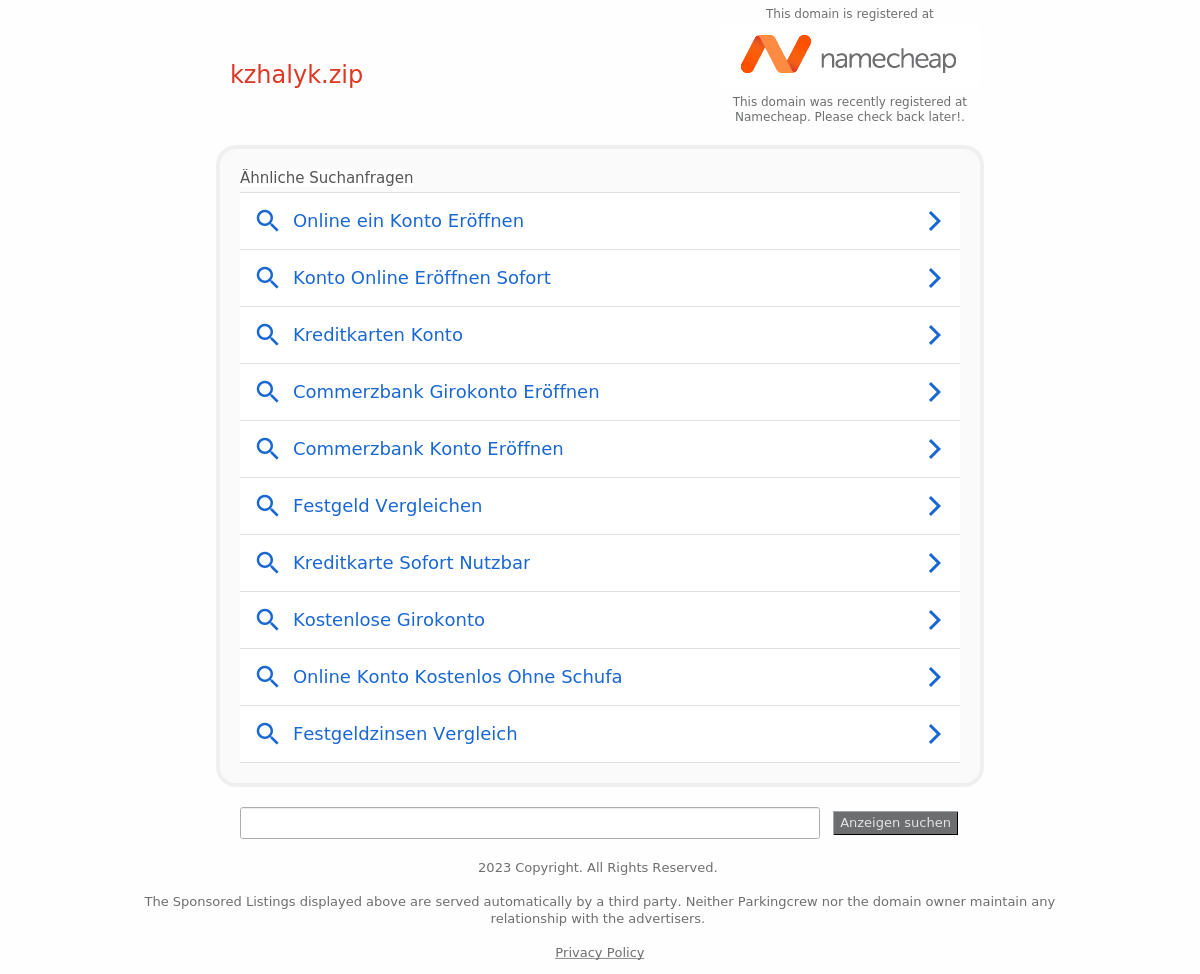 This domain is registered at
namecheap
kzhalyk.zip
This domain was recently registered at
Namecheap. Please check back later!.
Ähnliche Suchanfragen
Online ein Konto Eröffnen
Konto Online Eröffnen Sofort
Kreditkarten Konto
Commerzbank Girokonto Eröffnen
Commerzbank Konto Eröffnen
Festgeld Vergleichen
Kreditkarte Sofort Nutzbar
Kostenlose Girokonto
Online Konto Kostenlos Ohne Schufa
Festgeldzinsen Vergleich
Anzeigen suchen
2023 Copyright. All Rights Reserved.
The Sponsored Listings displayed above are served automatically by a third party. Neither Parkingcrew nor the domain owner maintain any
relationship with the advertisers.
Privacy Policy